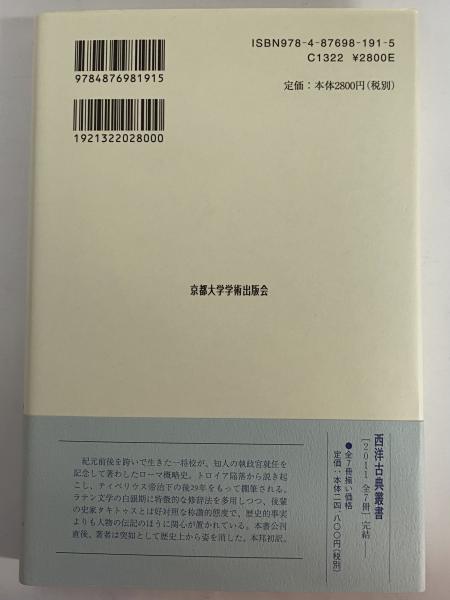 ISBN978-4-87698-191-5
C1322 ¥2800E
定価：本体2800円(税別)
9784876981915
1921322028000
京都大学学術出版会
西洋古典叢書
[2011 全7冊]完結
●全7冊揃い価格
定価：本体二四,八〇〇円[税別]
紀元前後を跨いで生きた一将校が、知人の執政官就任を
記念して著わしたローマ概略史。トロイア陥落から説き起
こし、ティベリウス帝治下の後29年をもって擱筆される。
ラテン文学の白銀期に特徴的な修辞法を多用しつつ、後輩
の史家タキトゥスとは好対照な称讃的態度で、歴史的事実
よりも人物の伝記のほうに関心が置かれている。本書公刊
直後、著者は突如として歴史上から姿を消した。本邦初訳。